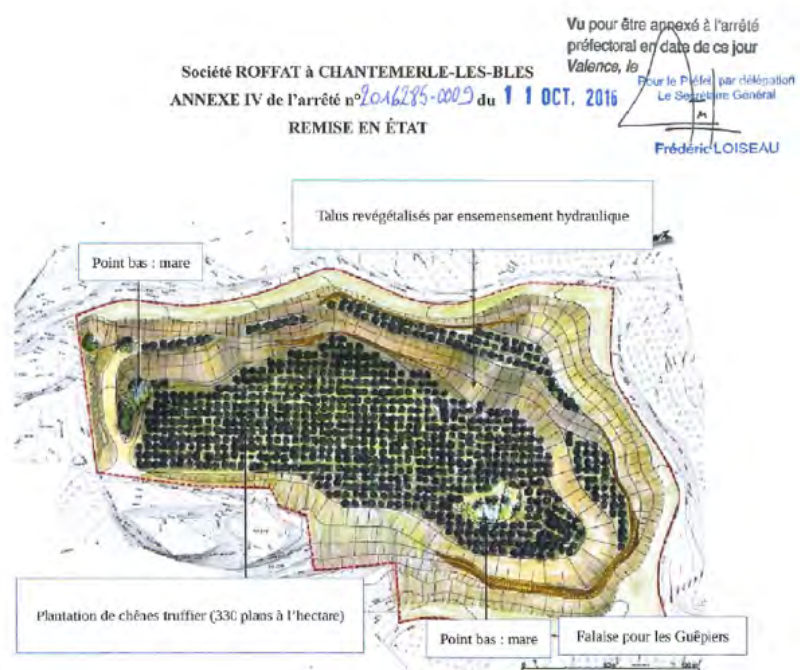 Vu pour être annexé à l'arrêté
préfectoral en date de ce jour
Valence, le
Pour le Préfet, par délégation
Le Secrétaire Général
Frédéric LOISEAU
Société ROFFAT à CHANTEMERLE-LES-BLES
ANNEXE IV de l'arrêté n° 2016285-0009 du 11 OCT. 2016
REMISE EN ÉTAT
Talus revégétalisés par ensemensement hydraulique
Point bas : mare
Plantation de chênes truffier (330 plans à l'hectare)
Point bas : mare
Falaise pour les Guêpiers